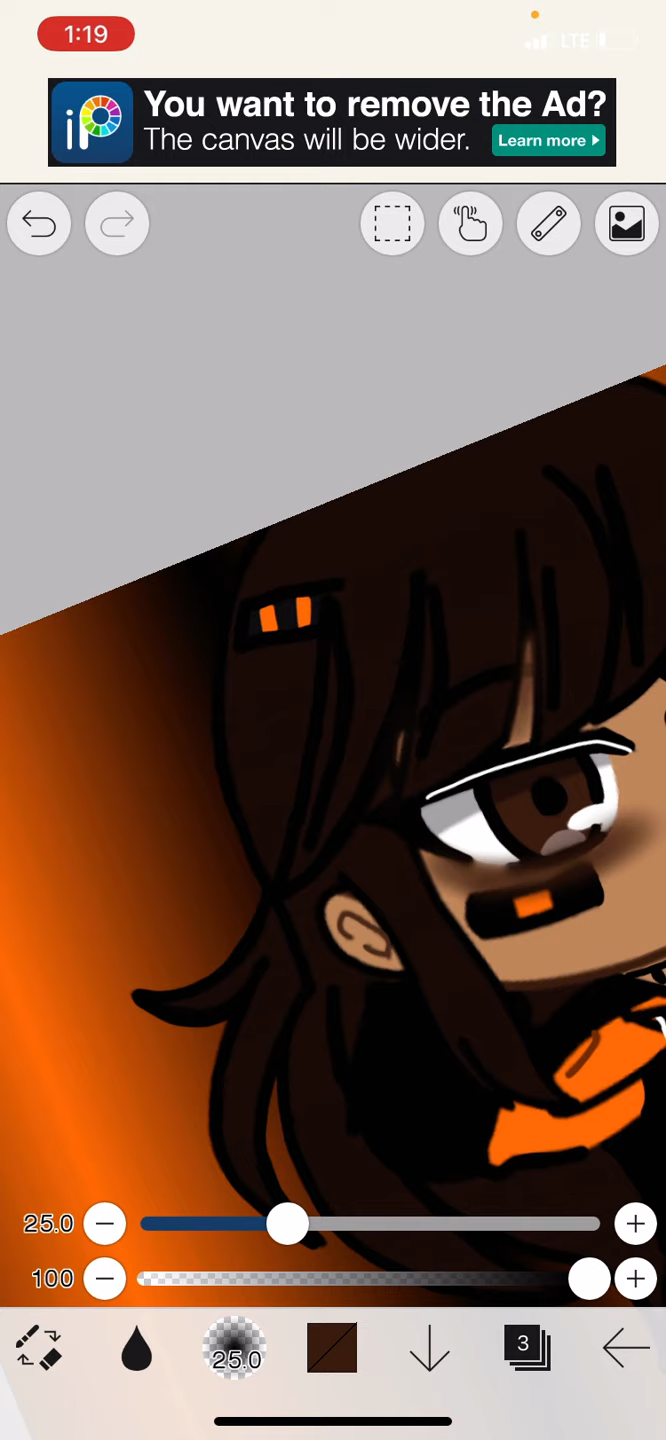 1:19
LTE
iP
You want to remove the Ad?
The canvas will be wider.
Learn more
25.0
100
25.0
3